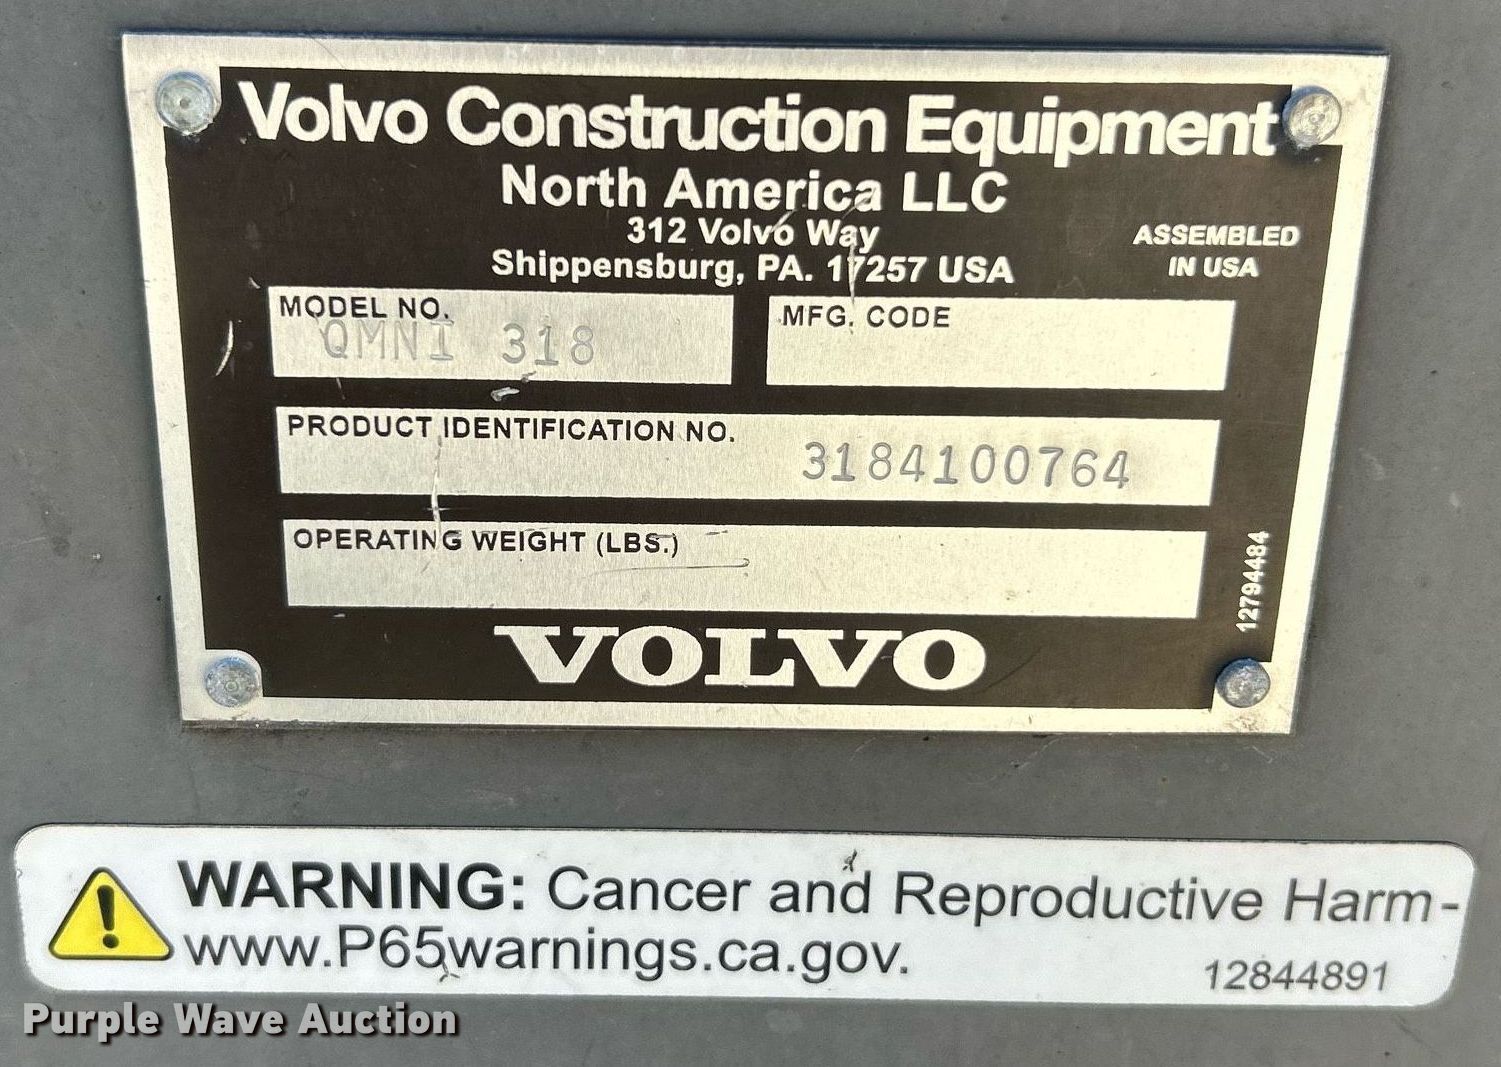 Volvo Construction Equipment
North America LLC
312 Volvo Way
Shippensburg, PA. 17257 USA
ASSEMBLED
IN USA
MODEL NO.
OMNI 318
MFG. CODE
PRODUCT IDENTIFICATION NO.
3184100764
OPERATING WEIGHT (LBS.)
12794484
VOLVO
WARNING: Cancer and Reproductive Harm-
www.P65warnings.ca.gov.
12844891
Purple Wave Auction